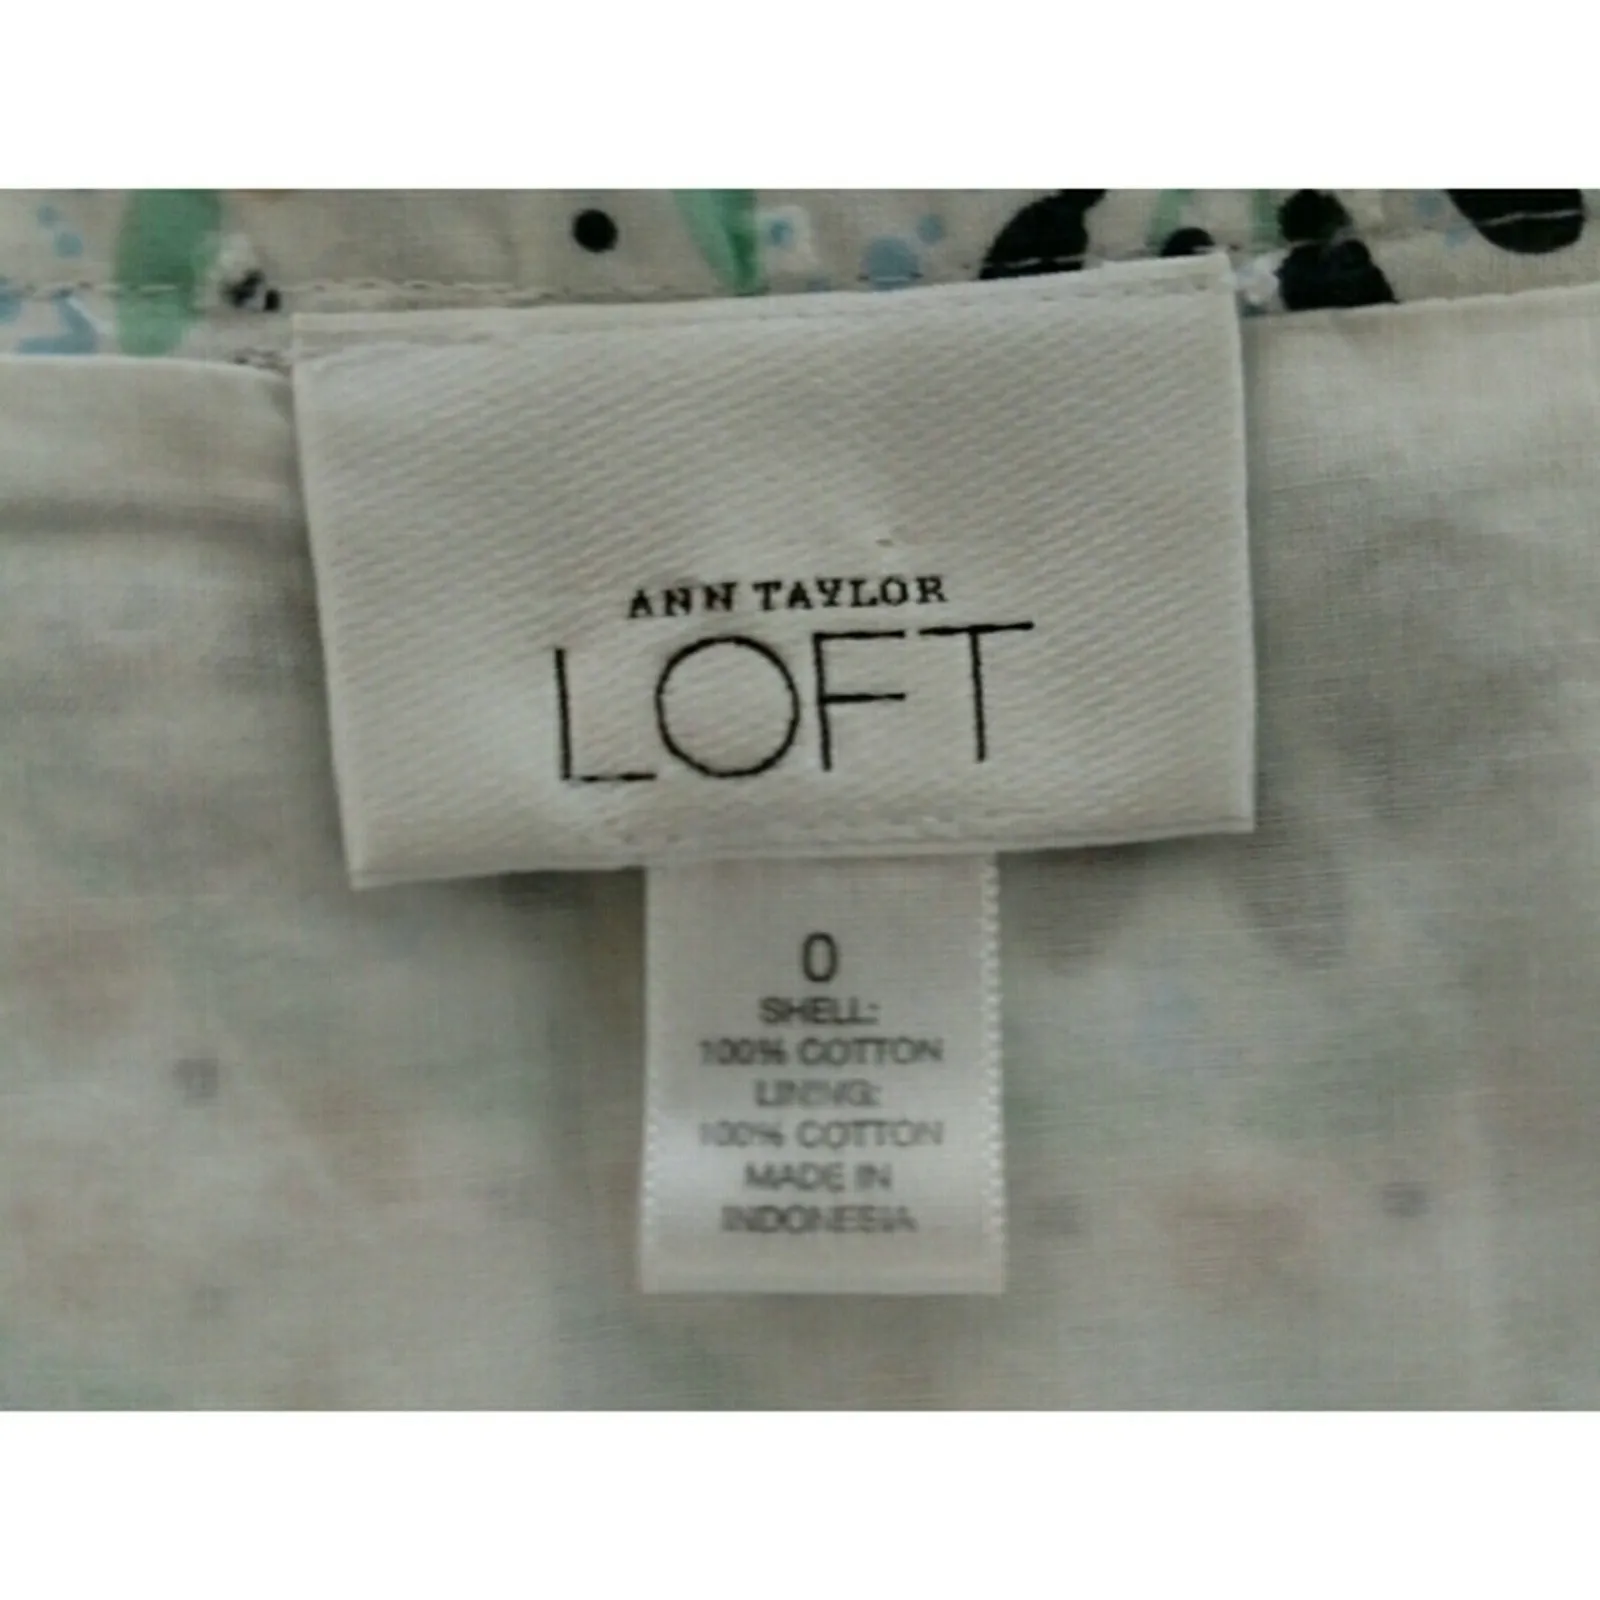 ANN TAYLOR
LOFT
0
SHELL:
100% COTTON
LINING:
100% COTTON
MADE IN
INDONESIA